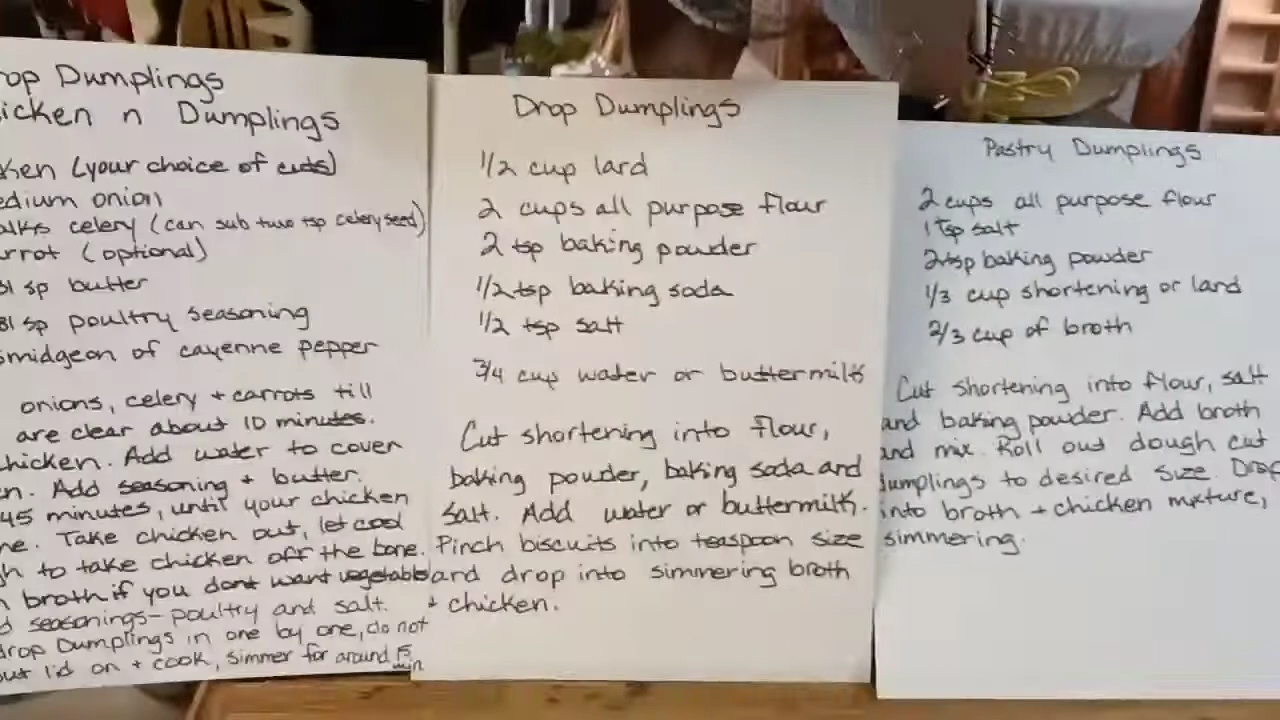 rop Dumplings
icken n Dumplings
ken (your choice of cuts)
edium onion
alks celery (can sub two tsp celery seed)
rrot (optional)
sp butter
sp poultry seasoning
smidgeon of cayenne pepper
onions, celery + carrots till
are clear about 10 minutes.
hicken. Add water to cover
en. Add seasoning + butter.
45 minutes, until your chicken
ne. Take chicken out, let cool
gh to take chicken off the bone.
broth if you dont want vegetables
d seasonings - poultry and salt.
drop Dumplings in one by one, do not
put lid on + cook, simmer for around 15
min
Drop Dumplings
1/2 cup lard
2 cups all purpose flour
2 tsp baking powder
1/2 tsp baking soda
1/2 tsp salt
3/4 cup water or buttermilk
Cut shortening into flour,
baking powder, baking soda and
salt. Add water or buttermilk.
Pinch biscuits into teaspoon size
and drop into simmering broth
+ chicken.
Pastry Dumplings
2 cups all purpose flour
1 Tsp salt
2 tsp baking powder
1/3 cup shortening or lard
2/3 cup of broth
Cut shortening into flour, salt
and baking powder. Add broth
and mix. Roll out dough cut
dumplings to desired size. Drop
into broth + chicken mixture,
simmering.